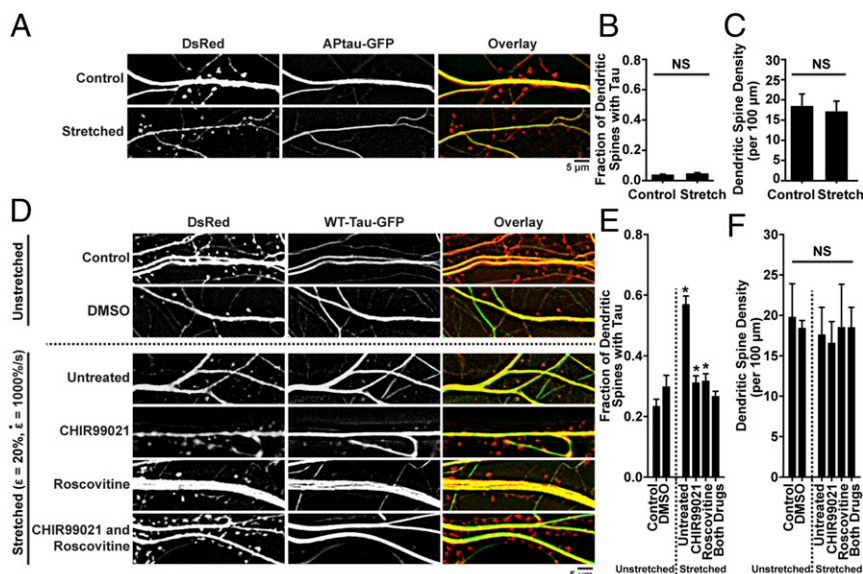 A
DsRed
APtau-GFP
Overlay
Control
Stretched
5 µm
B
Fraction of Dendritic
Spines with Tau
0.8
0.6
0.4
0.2
0.0
NS
Control Stretch
C
Dendritic Spine Density
(per 100 µm)
30
25
20
15
10
5
0
NS
Control Stretch
D
DsRed
WT-Tau-GFP
Overlay
Unstretched
Control
DMSO
Stretched (ε = 20%, ε̇ = 1000%/s)
Untreated
CHIR99021
Roscovitine
CHIR99021 and
Roscovitine
5 µm
E
Fraction of Dendritic
Spines with Tau
0.8
0.6
0.4
0.2
0.0
*
* *
Control
DMSO
Untreated
CHIR99021
Roscovitine
Both Drugs
Unstretched Stretched
F
Dendritic Spine Density
(per 100 µm)
30
25
20
15
10
5
0
NS
Control
DMSO
Untreated
CHIR99021
Roscovitine
Both Drugs
Unstretched Stretched